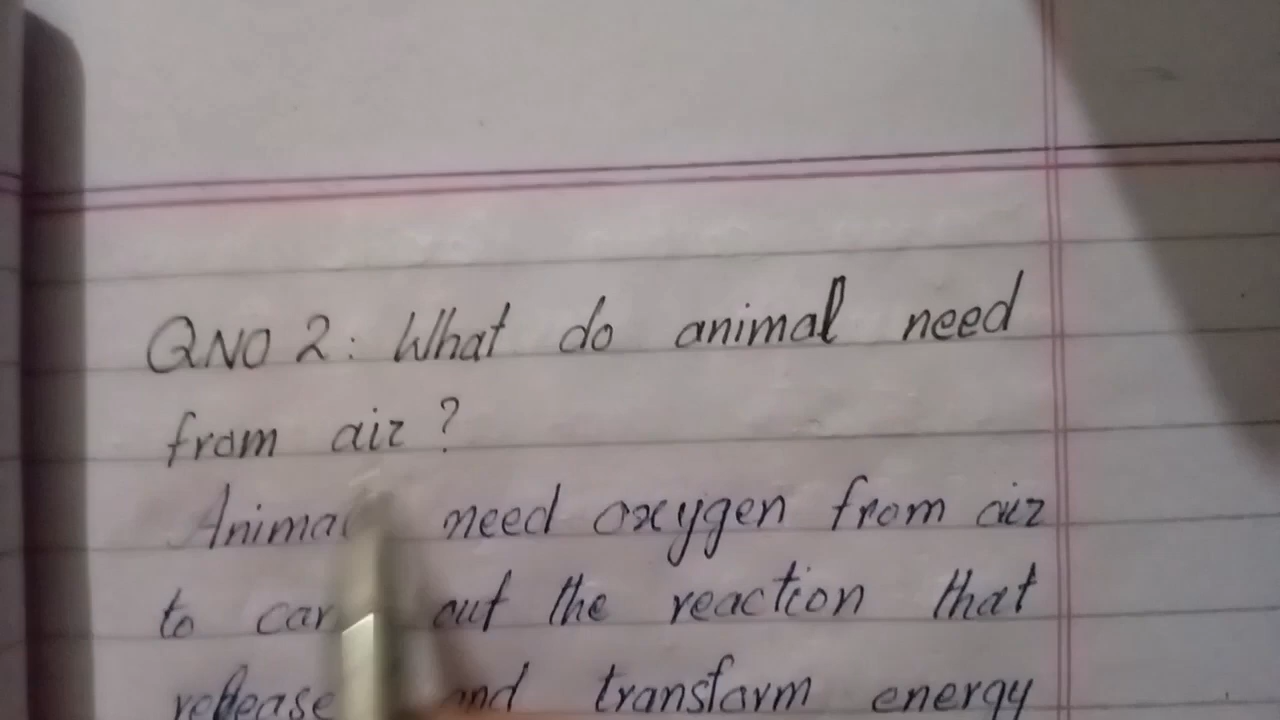 QNO 2: What do animal need
from air?
need oxygen from air
to out the reaction that
release transform energy